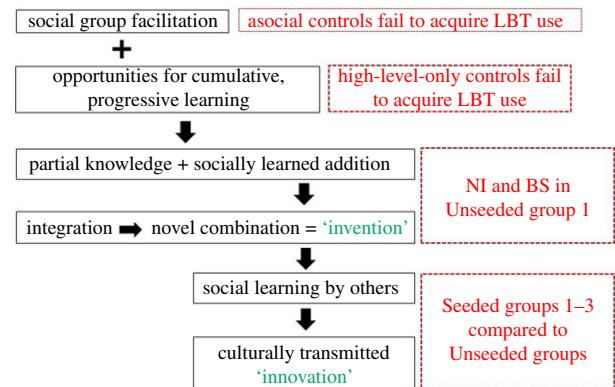 social group facilitation
asocial controls fail to acquire LBT use
+
opportunities for cumulative,
progressive learning
high-level-only controls fail
to acquire LBT use
partial knowledge + socially learned addition
integration ➡ novel combination = ‘invention’
NI and BS in
Unseeded group 1
social learning by others
culturally transmitted
‘innovation’
Seeded groups 1–3
compared to
Unseeded groups